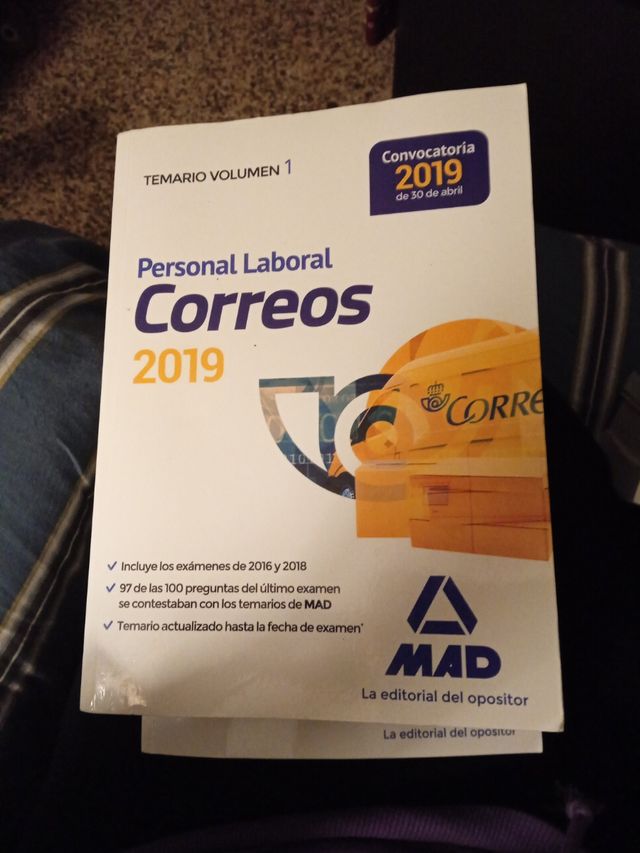 TEMARIO VOLUMEN 1
Convocatoria
2019
de 30 de abril
Personal Laboral
Correos
2019
CORRE
✓ Incluye los exámenes de 2016 y 2018
✓ 97 de las 100 preguntas del último examen
se contestaban con los temarios de MAD
✓ Temario actualizado hasta la fecha de examen*
MAD
La editorial del opositor
La editorial del opositor